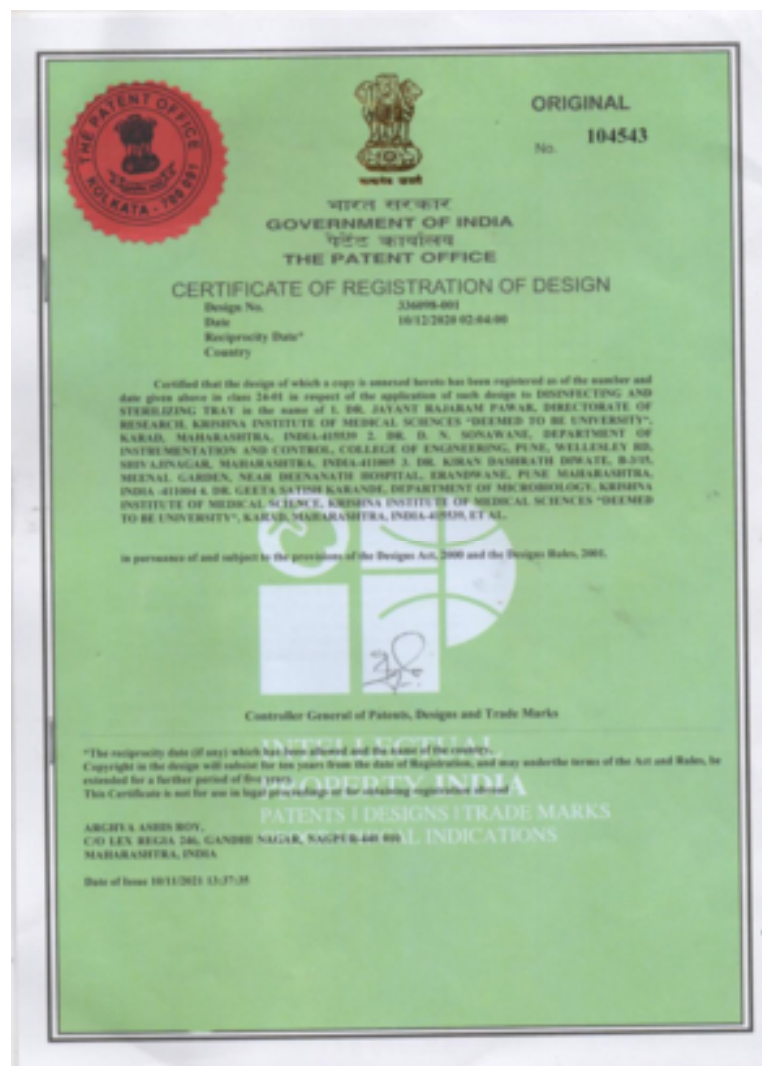 THE PATENT OFFICE
KOLKATA - 700 091
ORIGINAL
No. 104543
सत्यमेव जयते
भारत सरकार
GOVERNMENT OF INDIA
पेटेंट कार्यालय
THE PATENT OFFICE
CERTIFICATE OF REGISTRATION OF DESIGN
Design No. 336098-001
Date 10/12/2020 02:04:00
Reciprocity Date*
Country
Certified that the design of which a copy is annexed hereto has been registered as of the number and
date given above in class 24-01 in respect of the application of such design to DISINFECTING AND
STERILIZING TRAY in the name of 1. DR. JAYANT RAJARAM PAWAR, DIRECTORATE OF
RESEARCH, KRISHNA INSTITUTE OF MEDICAL SCIENCES "DEEMED TO BE UNIVERSITY",
KARAD, MAHARASHTRA, INDIA-415539 2. DR. D. N. SONAWANE, DEPARTMENT OF
INSTRUMENTATION AND CONTROL, COLLEGE OF ENGINEERING, PUNE, WELLESLEY RD,
SHIVAJINAGAR, MAHARASHTRA, INDIA-411005 3. DR. KIRAN DASHRATH DIWATE, B-3/15,
MEENAL GARDEN, NEAR DEENANATH HOSPITAL, ERANDWANE, PUNE MAHARASHTRA,
INDIA -411004 4. DR. GEETA SATISH KARANDE, DEPARTMENT OF MICROBIOLOGY, KRISHNA
INSTITUTE OF MEDICAL SCIENCE, KRISHNA INSTITUTE OF MEDICAL SCIENCES "DEEMED
TO BE UNIVERSITY", KARAD, MAHARASHTRA, INDIA-415539, ET AL.
in pursuance of and subject to the provisions of the Designs Act, 2000 and the Designs Rules, 2001.
Controller General of Patents, Designs and Trade Marks
INTELLECTUAL
PROPERTY INDIA
PATENTS | DESIGNS | TRADE MARKS
INDICATIONS
*The reciprocity date (if any) which has been allowed and the name of the country.
Copyright in the design will subsist for ten years from the date of Registration, and may under the terms of the Act and Rules, be
extended for a further period of five years.
This Certificate is not for use in legal proceedings or for obtaining registration abroad
ARGHYA ASHIS ROY,
C/O LEX REGIA 246, GANDHI NAGAR, NAGPUR-440 010
MAHARASHTRA, INDIA
Date of Issue 10/11/2021 13:37:35